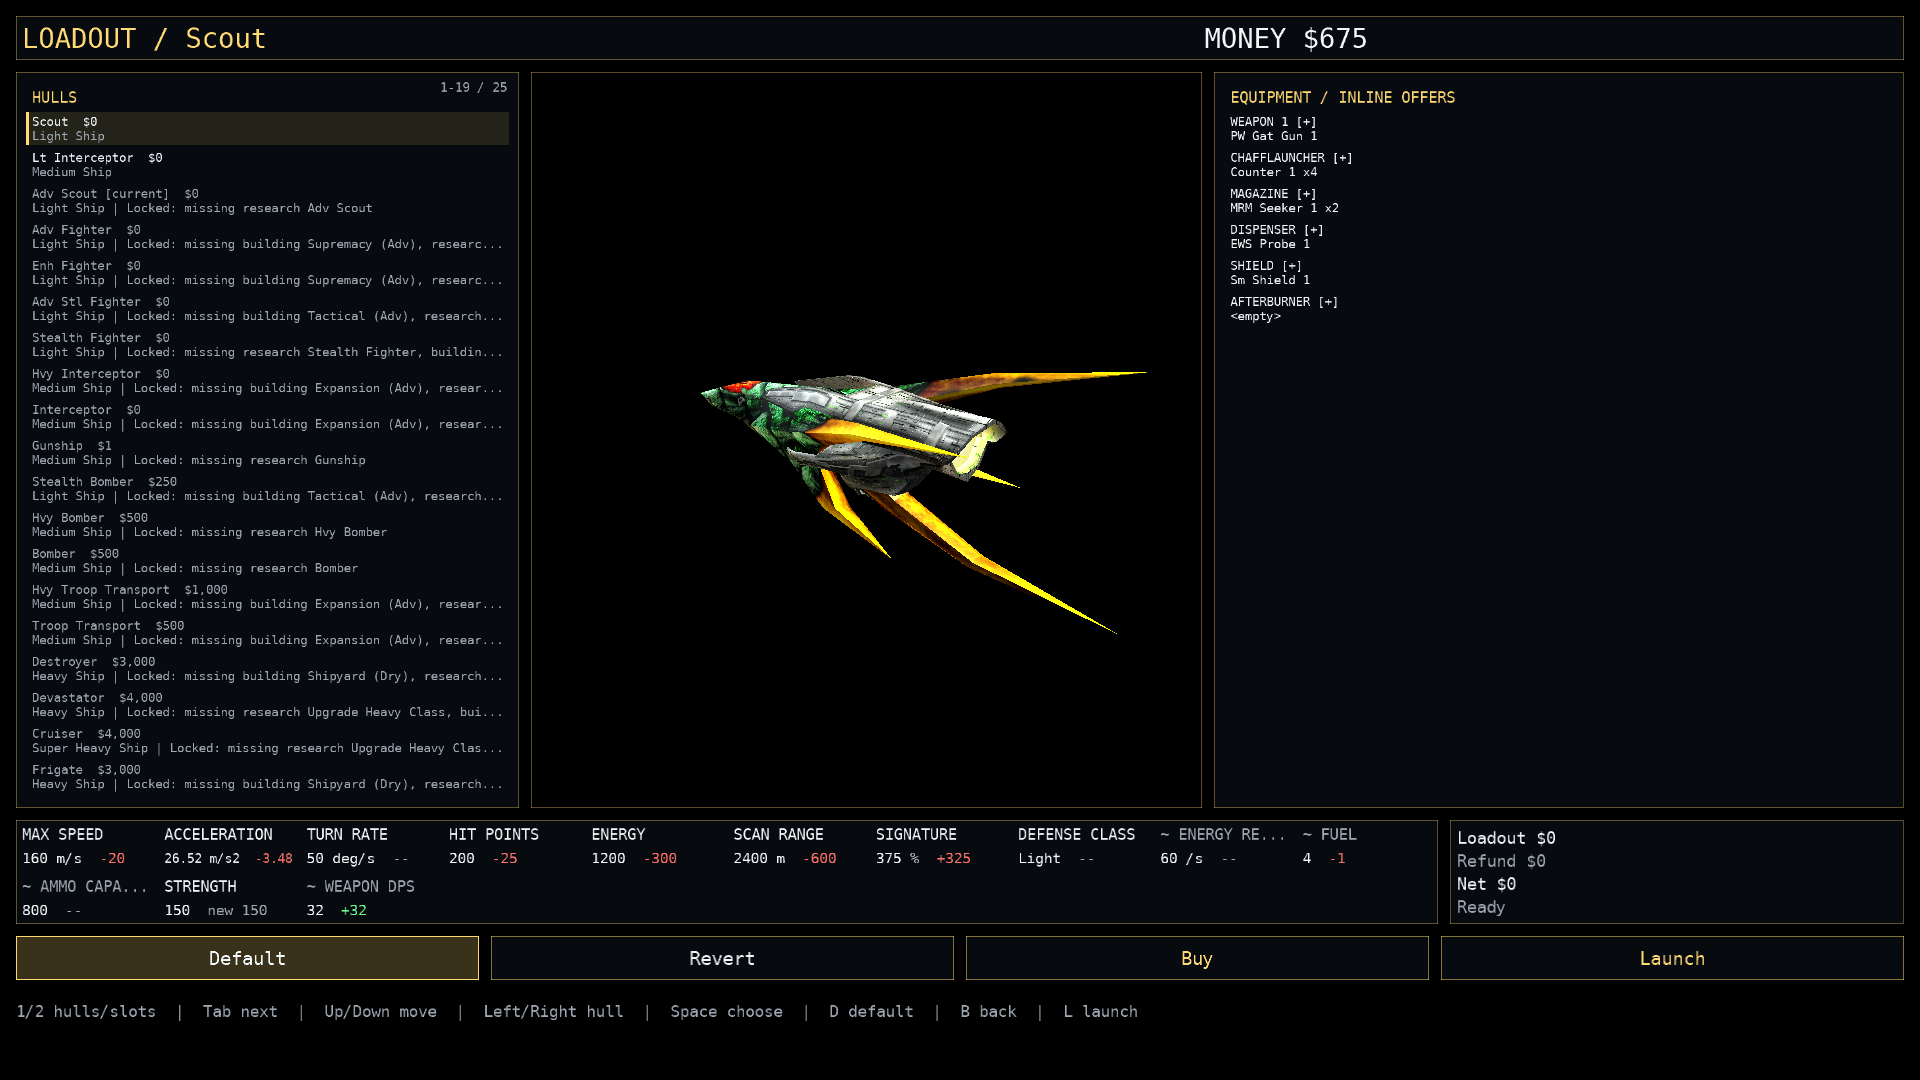 LOADOUT / Scout
MONEY $675
HULLS
1-19 / 25
Scout  $0
Light Ship
Lt Interceptor  $0
Medium Ship
Adv Scout [current]  $0
Light Ship | Locked: missing research Adv Scout
Adv Fighter  $0
Light Ship | Locked: missing building Supremacy (Adv), researc...
Enh Fighter  $0
Light Ship | Locked: missing building Supremacy (Adv), researc...
Adv Stl Fighter  $0
Light Ship | Locked: missing building Tactical (Adv), research...
Stealth Fighter  $0
Light Ship | Locked: missing research Stealth Fighter, buildin...
Hvy Interceptor  $0
Medium Ship | Locked: missing building Expansion (Adv), resear...
Interceptor  $0
Medium Ship | Locked: missing building Expansion (Adv), resear...
Gunship  $1
Medium Ship | Locked: missing research Gunship
Stealth Bomber  $250
Light Ship | Locked: missing building Tactical (Adv), research...
Hvy Bomber  $500
Medium Ship | Locked: missing research Hvy Bomber
Bomber  $500
Medium Ship | Locked: missing research Bomber
Hvy Troop Transport  $1,000
Medium Ship | Locked: missing building Expansion (Adv), resear...
Troop Transport  $500
Medium Ship | Locked: missing building Expansion (Adv), resear...
Destroyer  $3,000
Heavy Ship | Locked: missing building Shipyard (Dry), research...
Devastator  $4,000
Heavy Ship | Locked: missing research Upgrade Heavy Class, bui...
Cruiser  $4,000
Super Heavy Ship | Locked: missing research Upgrade Heavy Clas...
Frigate  $3,000
Heavy Ship | Locked: missing building Shipyard (Dry), research...
EQUIPMENT / INLINE OFFERS
WEAPON 1 [+]
PW Gat Gun 1
CHAFFLAUNCHER [+]
Counter 1 x4
MAGAZINE [+]
MRM Seeker 1 x2
DISPENSER [+]
EWS Probe 1
SHIELD [+]
Sm Shield 1
AFTERBURNER [+]
<empty>
MAX SPEED  ACCELERATION  TURN RATE  HIT POINTS  ENERGY  SCAN RANGE  SIGNATURE  DEFENSE CLASS  ~ ENERGY RE...  ~ FUEL
160 m/s  -20  26.52 m/s2  -3.48  50 deg/s  --  200  -25  1200  -300  2400 m  -600  375 %  +325  Light  --  60 /s  --  4  -1
~ AMMO CAPA...  STRENGTH  ~ WEAPON DPS
800  --  150  new 150  32  +32
Loadout $0
Refund $0
Net $0
Ready
Default
Revert
Buy
Launch
1/2 hulls/slots  |  Tab next  |  Up/Down move  |  Left/Right hull  |  Space choose  |  D default  |  B back  |  L launch